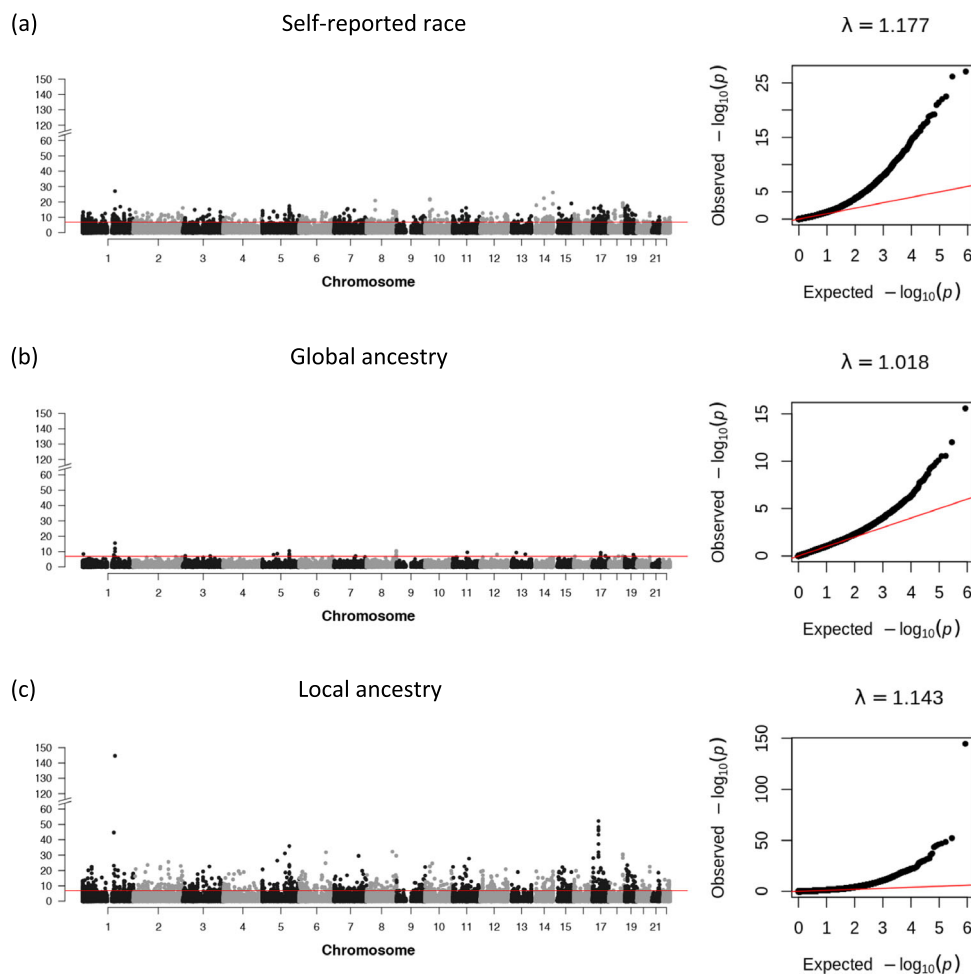 (a) Self-reported race λ = 1.177
150
140
130
120
60
50
40
30
20
10
0
1 2 3 4 5 6 7 8 9 10 11 12 13 14 15 17 19 21
Chromosome
Observed −log10(p)
25
15
5
0
0 1 2 3 4 5 6
Expected −log10(p)
(b) Global ancestry λ = 1.018
150
140
130
120
60
50
40
30
20
10
0
1 2 3 4 5 6 7 8 9 10 11 12 13 14 15 17 19 21
Chromosome
Observed −log10(p)
15
10
5
0
0 1 2 3 4 5 6
Expected −log10(p)
(c) Local ancestry λ = 1.143
150
140
130
120
60
50
40
30
20
10
0
1 2 3 4 5 6 7 8 9 10 11 12 13 14 15 17 19 21
Chromosome
Observed −log10(p)
150
100
50
0
0 1 2 3 4 5 6
Expected −log10(p)